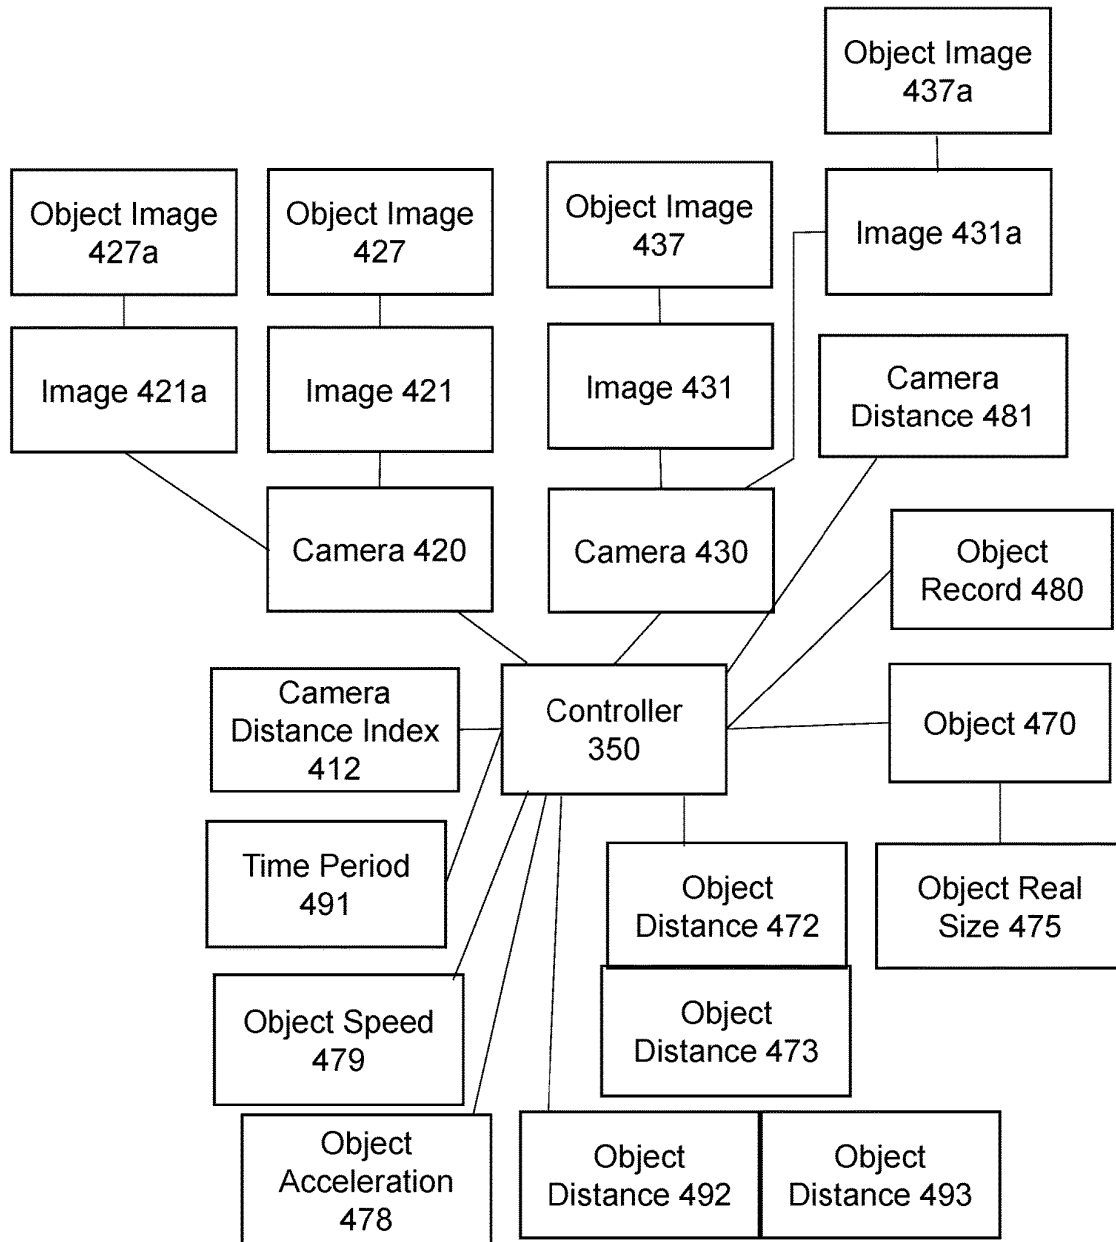 Object Image
437a
Object Image
427a
Object Image
427
Object Image
437
Image 431a
Image 421a
Image 421
Image 431
Camera
Distance 481
Camera 420
Camera 430
Object
Record 480
Camera
Distance Index
412
Controller
350
Object 470
Time Period
491
Object
Distance 472
Object Real
Size 475
Object Speed
479
Object
Distance 473
Object
Acceleration
478
Object
Distance 492
Object
Distance 493